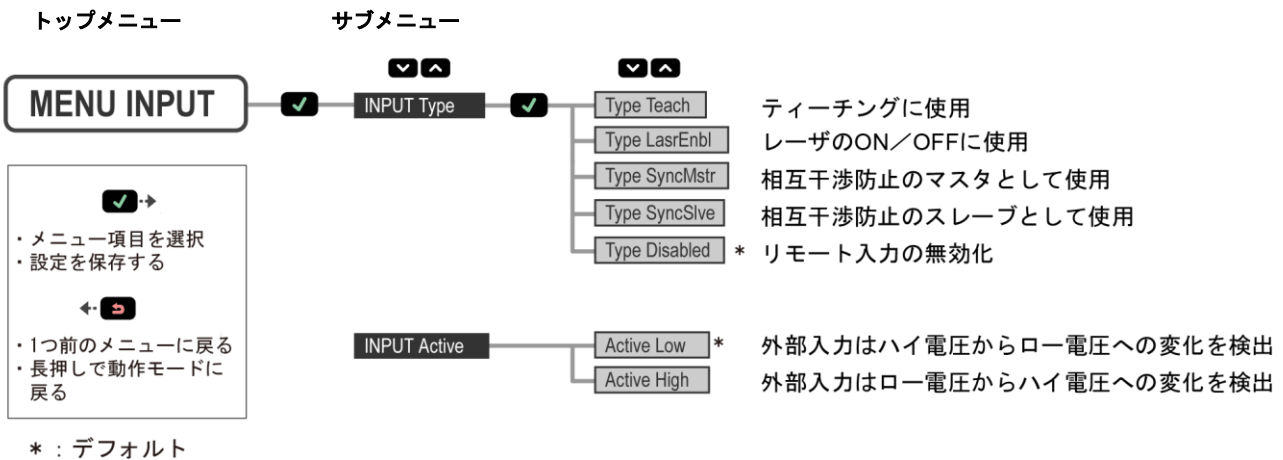 トップメニュー
サブメニュー
MENU INPUT
INPUT Type
Type Teach
ティーチングに使用
Type LasrEnbl
レーザのON／OFFに使用
Type SyncMstr
相互干渉防止のマスタとして使用
Type SyncSlve
相互干渉防止のスレーブとして使用
Type Disabled
* リモート入力の無効化
・メニュー項目を選択
・設定を保存する
・1つ前のメニューに戻る
・長押しで動作モードに
戻る
INPUT Active
Active Low
* 外部入力はハイ電圧からロー電圧への変化を検出
Active High
外部入力はロー電圧からハイ電圧への変化を検出
* : デフォルト